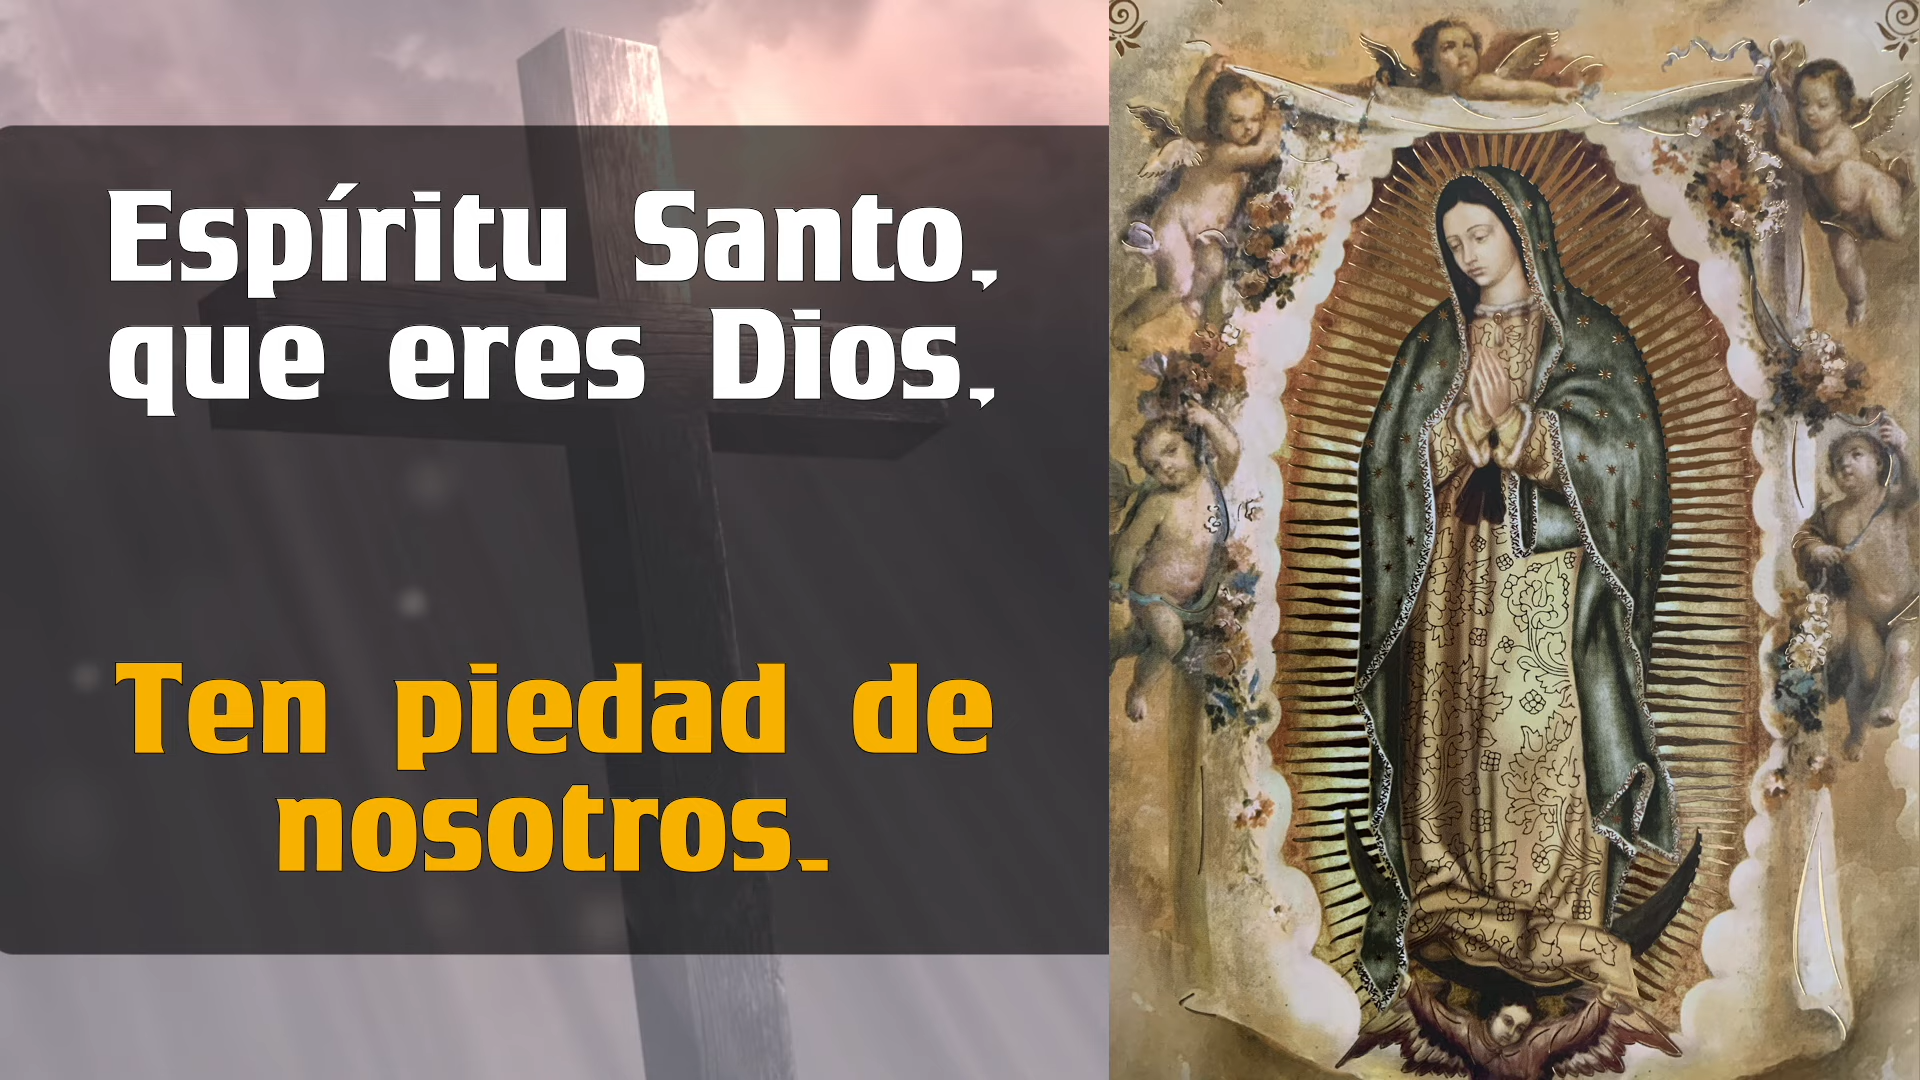 Espíritu Santo,
que eres Dios,
Ten piedad de
nosotros.